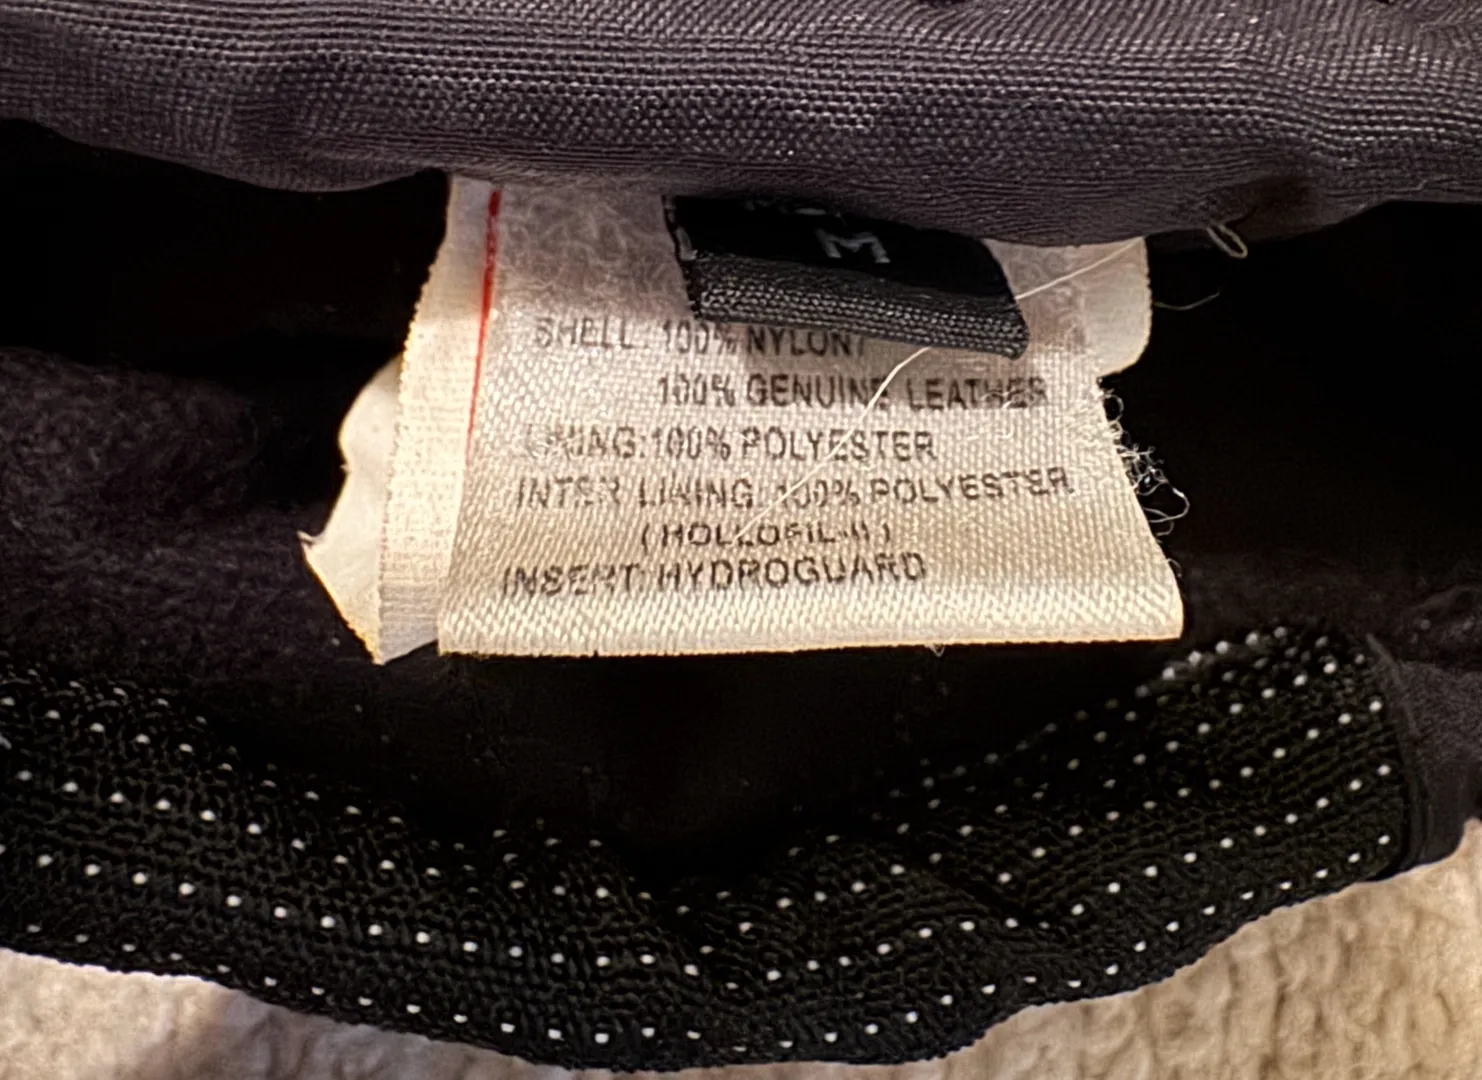 M
SHELL: 100% NYLON/
100% GENUINE LEATHER
LINING: 100% POLYESTER
INTER LINING: 100% POLYESTER
(HOLLOFIL-II)
INSERT: HYDROGUARD